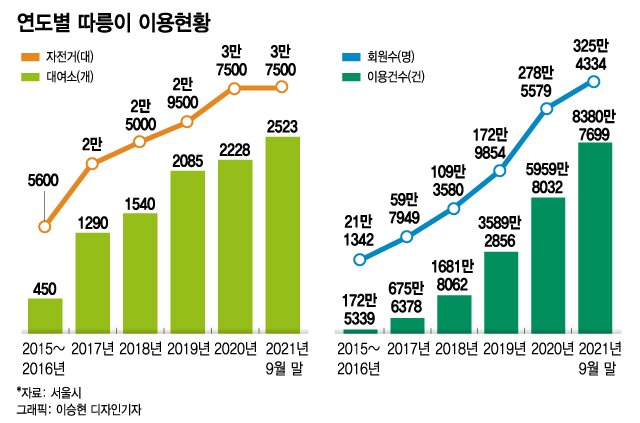 연도별 따릉이 이용현황
자전거(대)
대여소(개)
5600
2만
2만
5000
2만
9500
3만
7500
3만
7500
450
1290
1540
2085
2228
2523
2015~
2016년
2017년
2018년
2019년
2020년
2021년
9월 말
회원수(명)
이용건수(건)
21만
1342
59만
7949
109만
3580
172만
9854
278만
5579
325만
4334
172만
5339
675만
6378
1681만
8062
3589만
2856
5959만
8032
8380만
7699
2015~
2016년
2017년
2018년
2019년
2020년
2021년
9월 말
*자료: 서울시
그래픽: 이승현 디자인기자